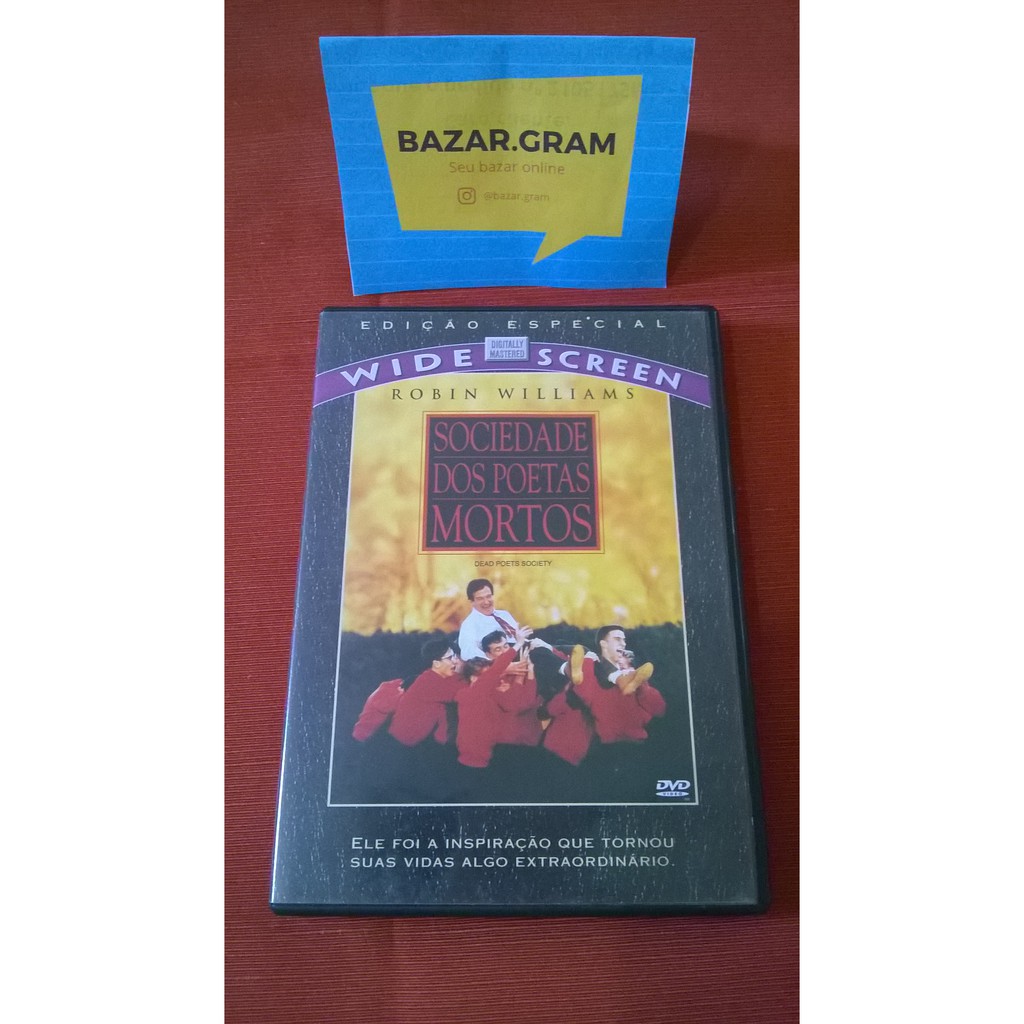 BAZAR.GRAM
Seu bazar online
@bazar.gram
EDIÇÃO ESPECIAL
WIDE DIGITALLY MASTERED SCREEN
ROBIN WILLIAMS
SOCIEDADE
DOS POETAS
MORTOS
DEAD POETS SOCIETY
DVD
VIDEO
ELE FOI A INSPIRAÇÃO QUE TORNOU
SUAS VIDAS ALGO EXTRAORDINÁRIO.